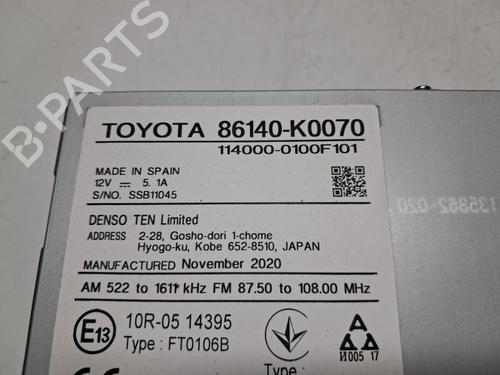 B-PARTS
TOYOTA 86140-K0070
114000-0100F101
MADE IN SPAIN
12V ⎓ 5.1A
S/NO. SSB11045
DENSO TEN Limited
ADDRESS 2-28, Gosho-dori 1-chome
Hyogo-ku, Kobe 652-8510, JAPAN
MANUFACTURED November 2020
AM 522 to 1611 kHz FM 87.50 to 108.00 MHz
E13
10R-05 14395
Type : FT0106B
Type :
И005 17
CE
135862 020